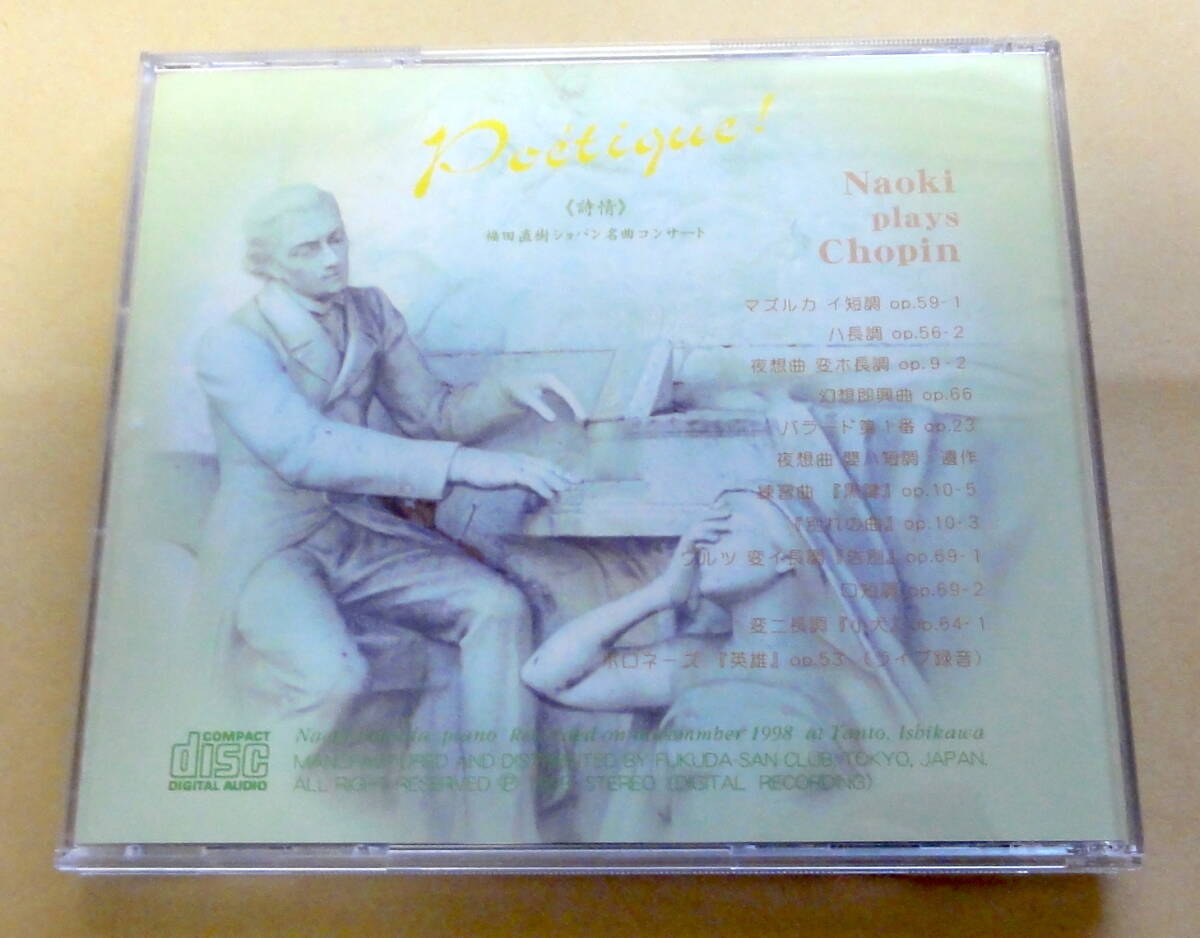 Poétique!
《詩情》
福田直樹ショパン名曲コンサート
Naoki
plays
Chopin
マズルカ イ短調 op.59-1
ハ長調 op.56-2
夜想曲 変ホ長調 op.9-2
幻想即興曲 op.66
バラード第1番 op.23
夜想曲 嬰ハ短調 遺作
練習曲 『黒鍵』 op.10-5
『別れの曲』 op.10-3
ワルツ 変イ長調『告別』op.69-1
ロ短調 op.69-2
変ニ長調『小犬』op.64-1
ポロネーズ 『英雄』op.53 (ライブ録音)
COMPACT
disc
DIGITAL AUDIO
Naoki piano Recorded on 1998 at Tanto, Ishikawa
MANUFACTURED AND DISTRIBUTED BY FUKUDA-SAN CLUB, TOKYO, JAPAN.
ALL RIGHT RESERVED Ⓟ STEREO (DIGITAL RECORDING)